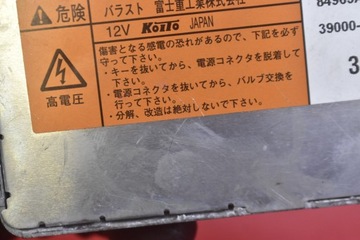 危険
バラスト 富士重工業株式会社
12V KOITO JAPAN
傷害となる感電の恐れがあるので、下記を必ず
守って下さい。
・キーを抜いてから、電源コネクタを脱着して
下さい。
・電源コネクタを抜いてから、バルブ交換を
行って下さい。
・分解、改造は絶対しないで下さい。
高電圧
39000-
3